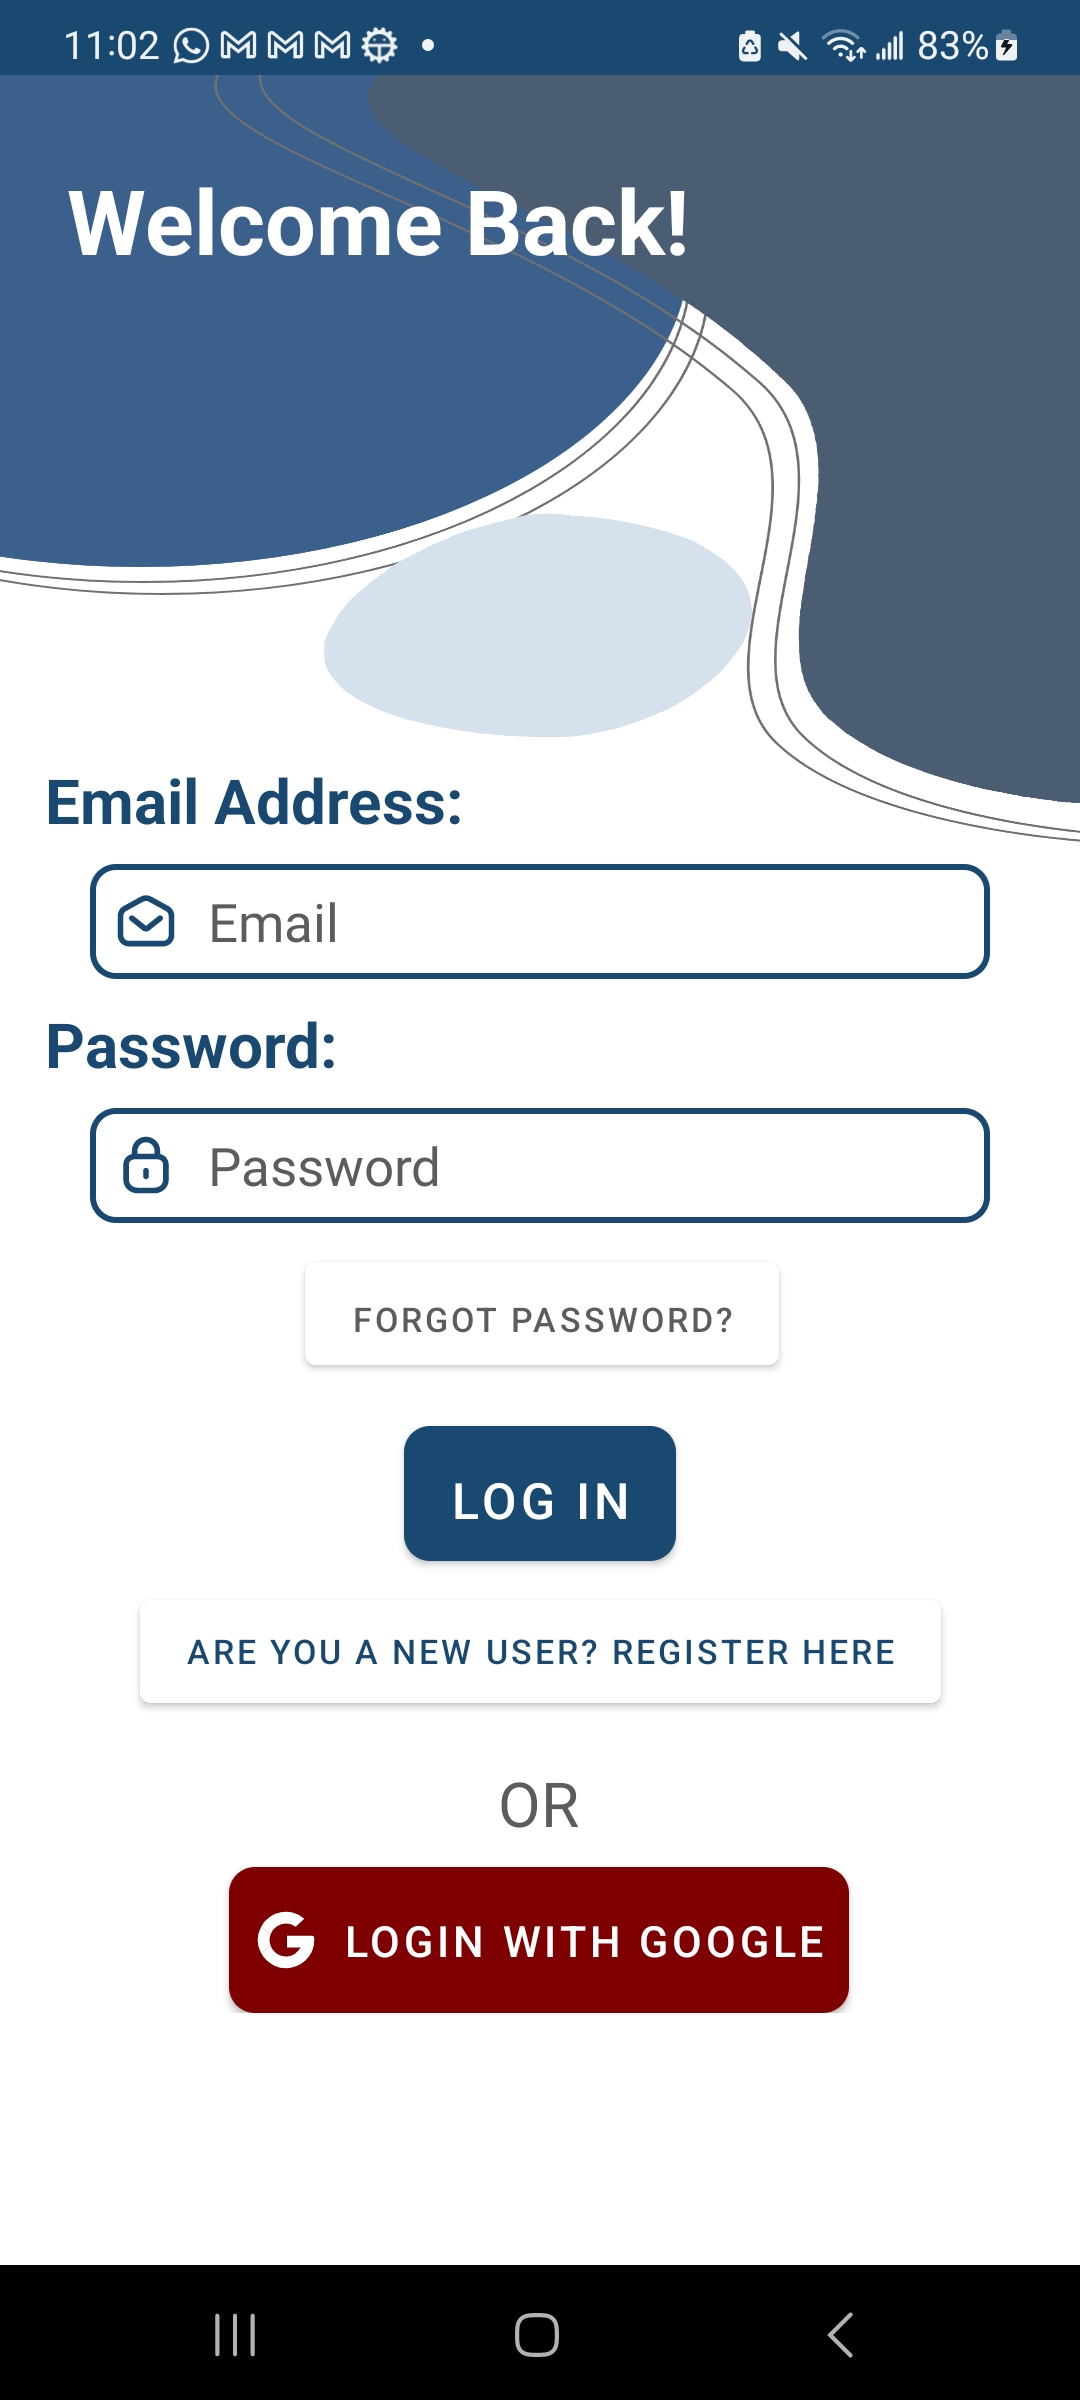 11:02
83%
Welcome Back!
Email Address:
Email
Password:
Password
FORGOT PASSWORD?
LOG IN
ARE YOU A NEW USER? REGISTER HERE
OR
LOGIN WITH GOOGLE